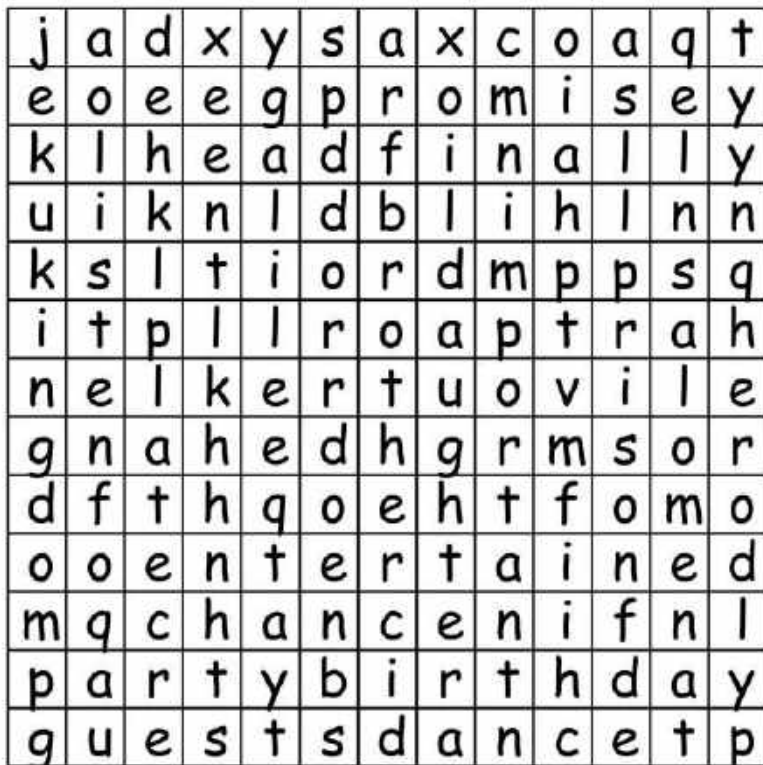 j a d x y s a x c o a q t
e o e e g p r o m i s e y
k l h e a d f i n a l l y
u i k n l d b l i h l n n
k s l t i o r d m p p s q
i t p l l r o a p t r a h
n e l k e r t u o v i l e
g n a h e d h g r m s o r
d f t h q o e h t f o m o
o o e n t e r t a i n e d
m q c h a n c e n i f n l
p a r t y b i r t h d a y
g u e s t s d a n c e t p